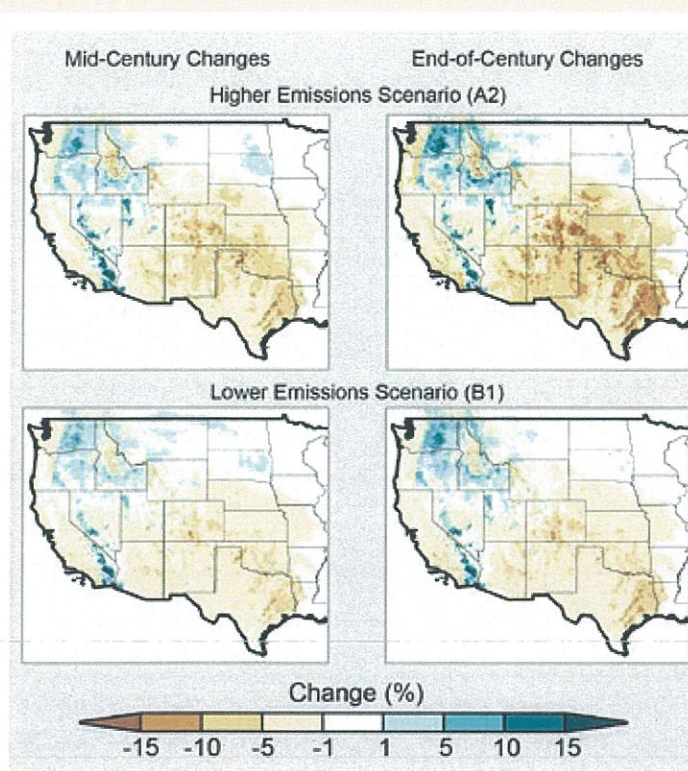 Mid-Century Changes End-of-Century Changes
Higher Emissions Scenario (A2)
Lower Emissions Scenario (B1)
Change (%)
-15 -10 -5 -1 1 5 10 15